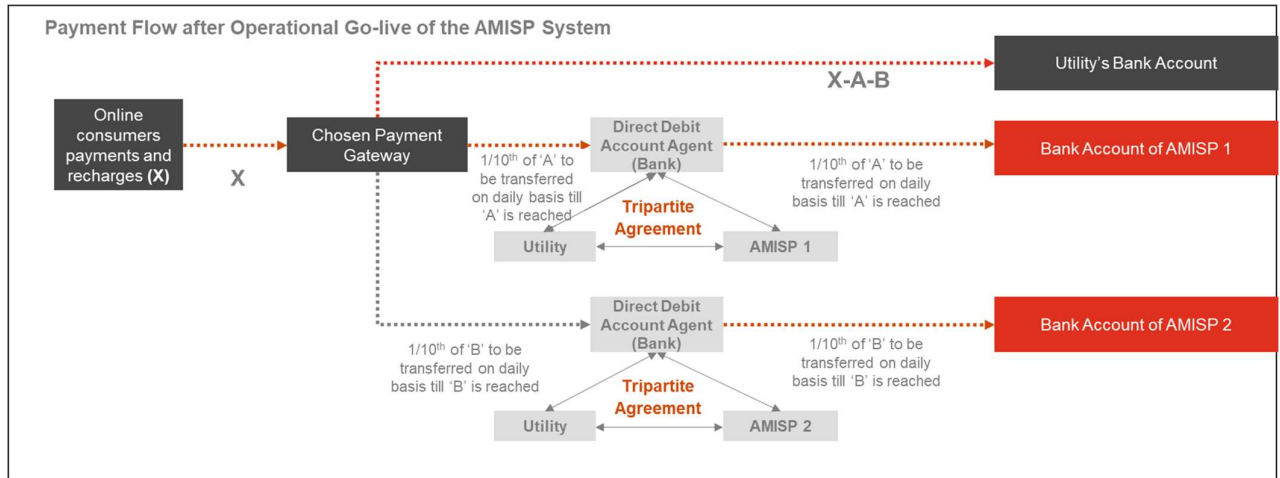 Payment Flow after Operational Go-live of the AMISP System
Utility's Bank Account
X-A-B
Online
consumers
payments and
recharges (X)
X
Chosen Payment
Gateway
1/10th of 'A' to
be transferred
on daily basis till
'A' is reached
Direct Debit
Account Agent
(Bank)
1/10th of 'A' to be
transferred on daily
basis till 'A' is reached
Bank Account of AMISP 1
Tripartite
Agreement
Utility
AMISP 1
1/10th of 'B' to be
transferred on daily
basis till 'B' is reached
Direct Debit
Account Agent
(Bank)
1/10th of 'B' to be
transferred on daily
basis till 'B' is reached
Bank Account of AMISP 2
Tripartite
Agreement
Utility
AMISP 2